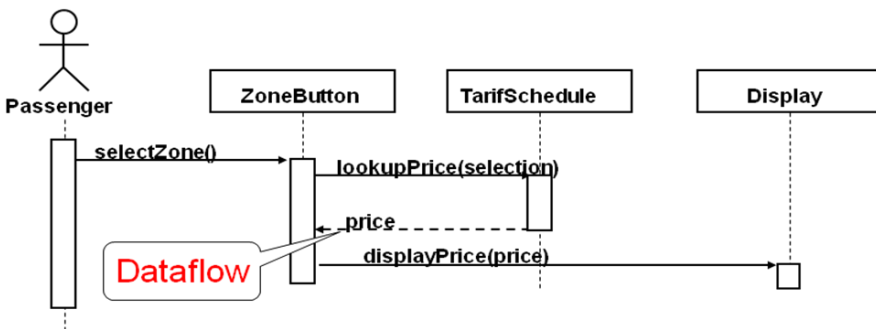 Passenger
ZoneButton
TarifSchedule
Display
selectZone()
lookupPrice(selection)
price
Dataflow
displayPrice(price)